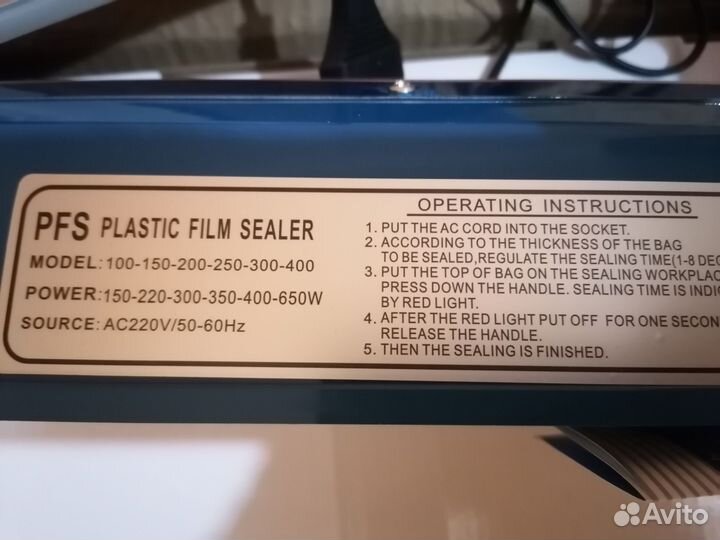 PFS PLASTIC FILM SEALER
MODEL: 100-150-200-250-300-400
POWER: 150-220-300-350-400-650W
SOURCE: AC220V/50-60Hz
OPERATING INSTRUCTIONS
1. PUT THE AC CORD INTO THE SOCKET.
2. ACCORDING TO THE THICKNESS OF THE BAG
TO BE SEALED,REGULATE THE SEALING TIME(1-8
3. PUT THE TOP OF BAG ON THE SEALING
PRESS DOWN THE HANDLE. SEALING TIME IS
BY RED LIGHT.
4. AFTER THE RED LIGHT PUT OFF FOR ONE
RELEASE THE HANDLE.
5. THEN THE SEALING IS FINISHED.
Avito